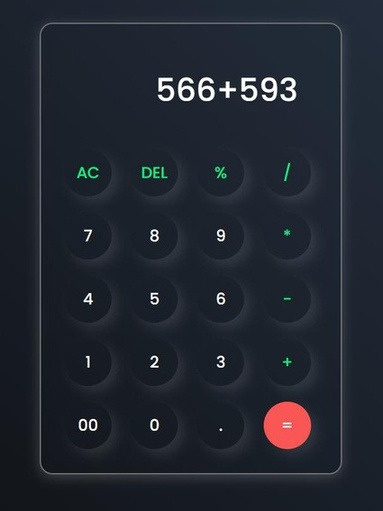 566+593
AC DEL % /
7 8 9 *
4 5 6 -
1 2 3 +
00 0 . =